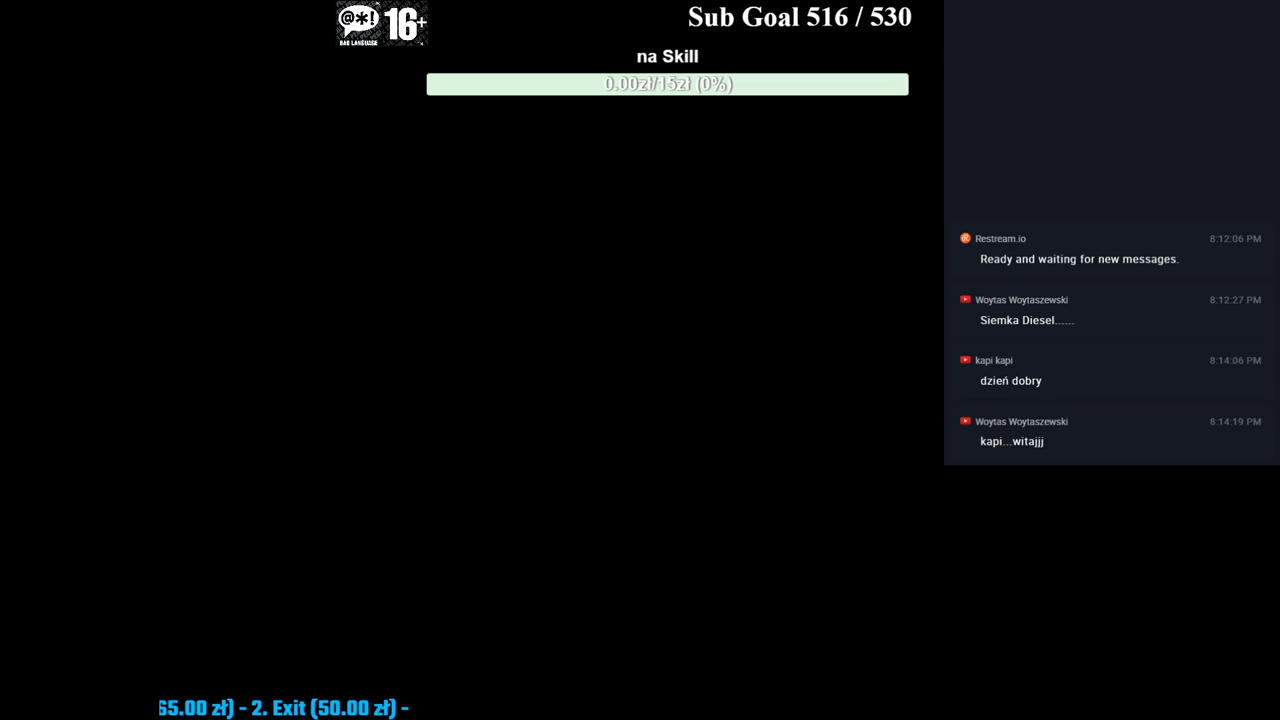 @*!
BAD LANGUAGE
16+
Sub Goal 516 / 530
na Skill
0.00zł/15zł (0%)
Restream.io 8:12:06 PM
Ready and waiting for new messages.
Woytas Woytaszewski 8:12:27 PM
Siemka Diesel......
kapi kapi 8:14:06 PM
dzień dobry
Woytas Woytaszewski 8:14:19 PM
kapi...witajjj
65.00 zł) - 2. Exit (50.00 zł) -